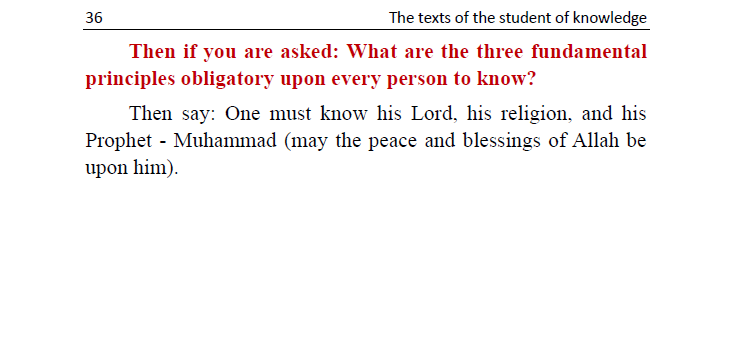 36 The texts of the student of knowledge
Then if you are asked: What are the three fundamental
principles obligatory upon every person to know?
Then say: One must know his Lord, his religion, and his
Prophet - Muhammad (may the peace and blessings of Allah be
upon him).